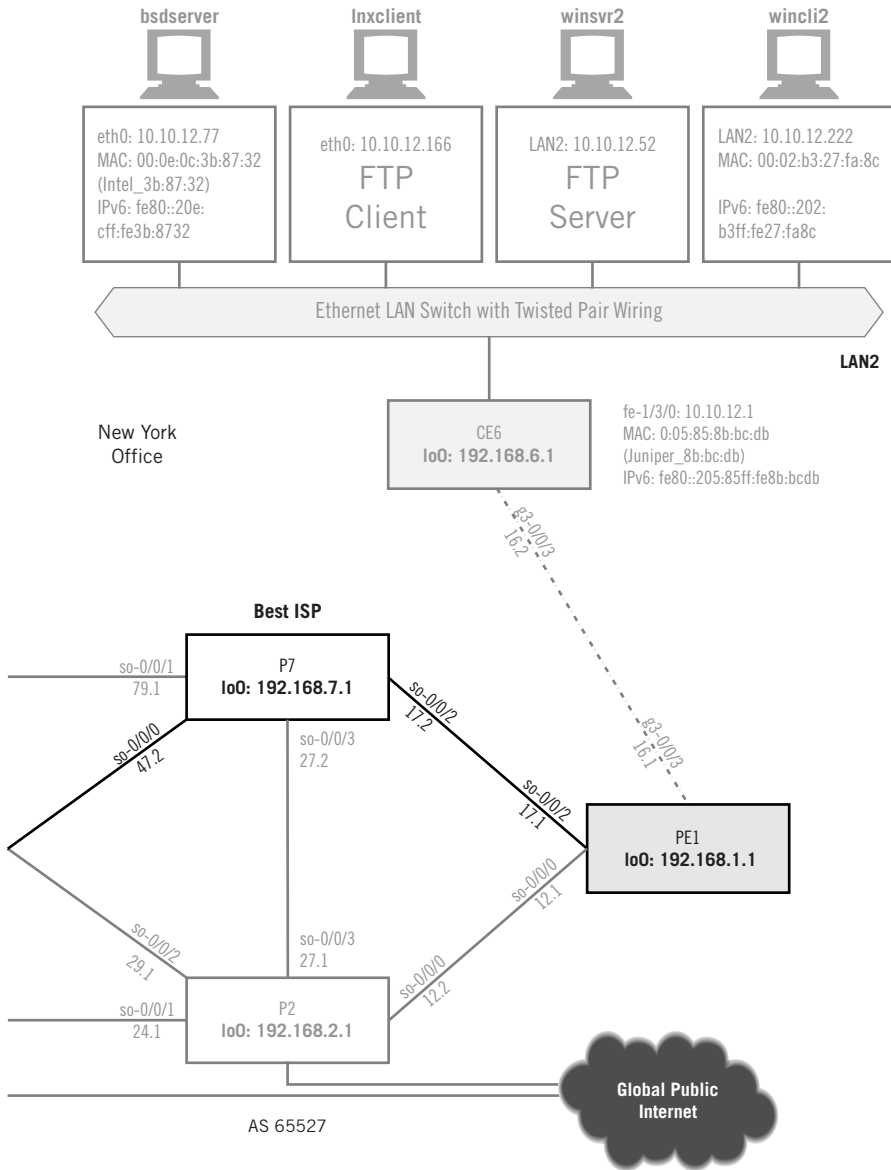 bsdserver
lnxclient
winsvr2
wincli2
eth0: 10.10.12.77
MAC: 00:0e:0c:3b:87:32
(Intel_3b:87:32)
IPv6: fe80::20e:
cff:fe3b:8732
eth0: 10.10.12.166
FTP
Client
LAN2: 10.10.12.52
FTP
Server
LAN2: 10.10.12.222
MAC: 00:02:b3:27:fa:8c
IPv6: fe80::202:
b3ff:fe27:fa8c
Ethernet LAN Switch with Twisted Pair Wiring
LAN2
New York
Office
CE6
lo0: 192.168.6.1
fe-1/3/0: 10.10.12.1
MAC: 0:05:85:8b:bc:db
(Juniper_8b:bc:db)
IPv6: fe80::205:85ff:fe8b:bcdb
g3-0/0/3
16.2
Best ISP
so-0/0/1
79.1
P7
lo0: 192.168.7.1
so-0/0/2
17.2
so-0/0/0
47.2
so-0/0/3
27.2
g3-0/0/3
16.1
so-0/0/2
17.1
PE1
lo0: 192.168.1.1
so-0/0/0
12.1
so-0/0/2
29.1
so-0/0/3
27.1
so-0/0/0
12.2
so-0/0/1
24.1
P2
lo0: 192.168.2.1
Global Public
Internet
AS 65527